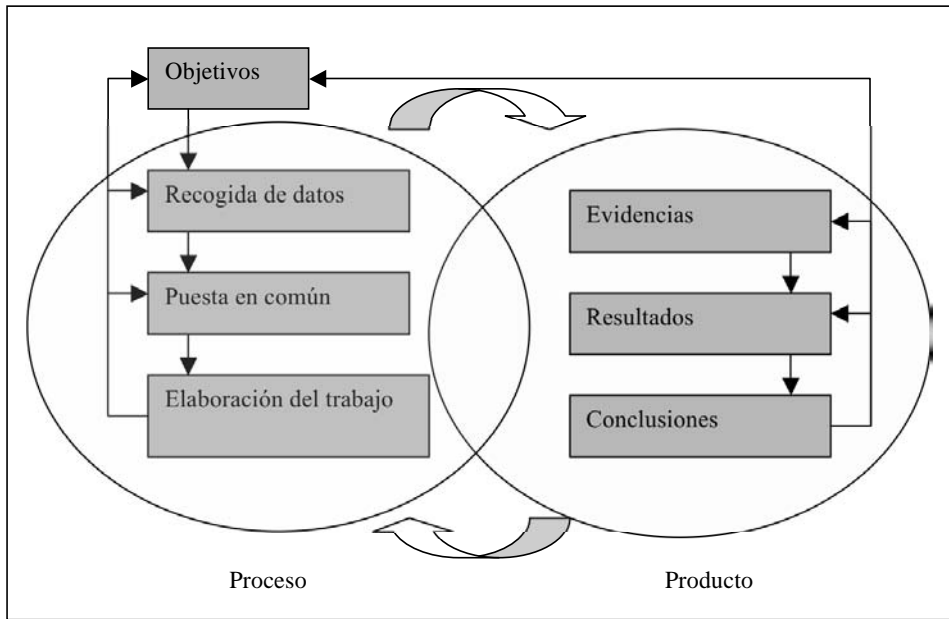 Objetivos
Recogida de datos
Puesta en común
Elaboración del trabajo
Evidencias
Resultados
Conclusiones
Proceso
Producto